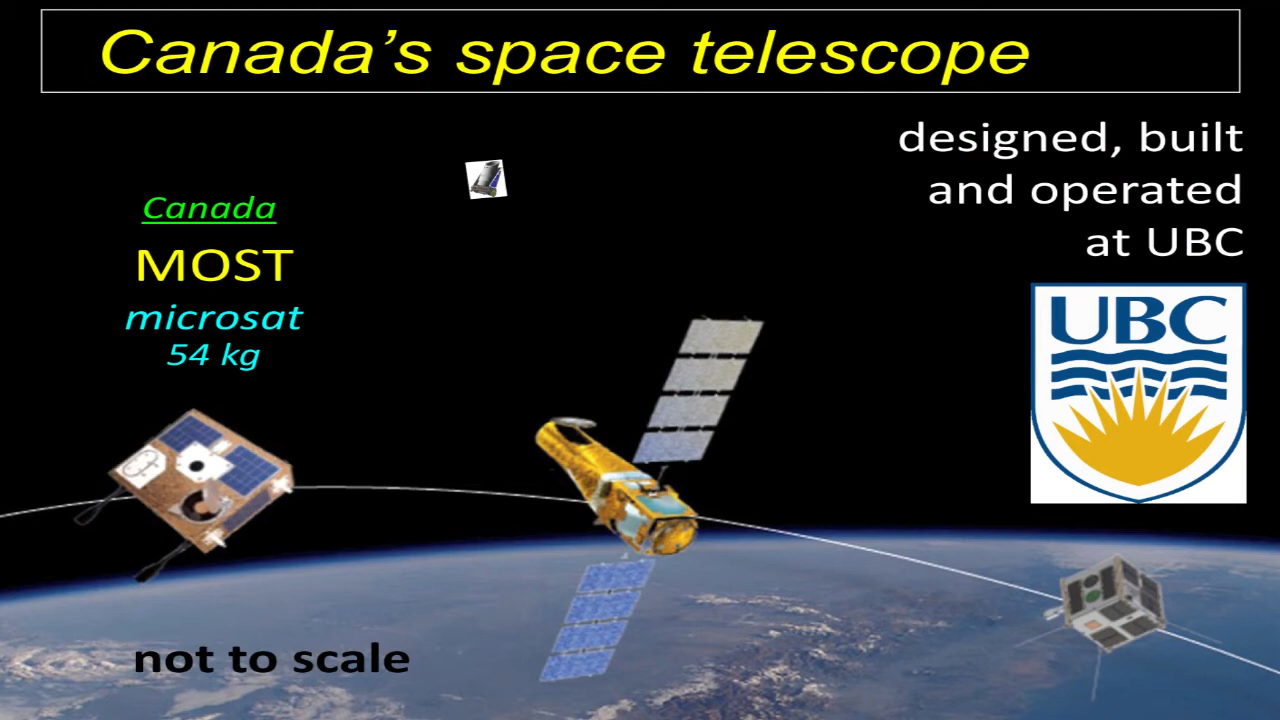 Canada’s space telescope
designed, built
and operated
at UBC
Canada
MOST
microsat
54 kg
UBC
not to scale